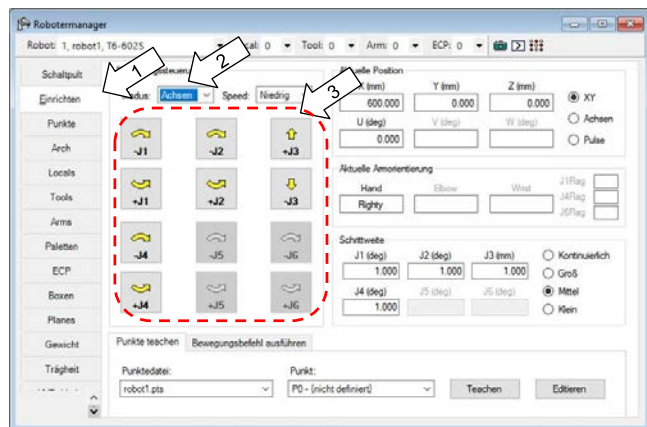 Robotermanager
Robot: 1, robot1, T6-602S Local: 0 Tool: 0 Arm: 0 ECP: 0
Schaltpult
Einrichten
Punkte
Arch
Locals
Tools
Arms
Paletten
ECP
Boxen
Planes
Gewicht
Trägheit
1
2
3
Modus: Achsen Speed: Niedrig
-J1 -J2 +J3
+J1 +J2 -J3
-J4 -J5 -J6
+J4 +J5 +J6
Aktuelle Position
X (mm) Y (mm) Z (mm)
600.000 0.000 0.000
U (deg) V (deg) W (deg)
0.000
XY
Achsen
Pulse
Aktuelle Armorientierung
Hand Elbow Wrist
Righty
J1Flag
J4Flag
J6Flag
Schrittweite
J1 (deg) J2 (deg) J3 (mm)
1.000 1.000 1.000
J4 (deg) J5 (deg) J6 (deg)
1.000
Kontinuierlich
Groß
Mittel
Klein
Punkte teachen Bewegungsbefehl ausführen
Punktedatei: Punkt:
robot1.pts P0 - (nicht definiert) Teachen Editieren